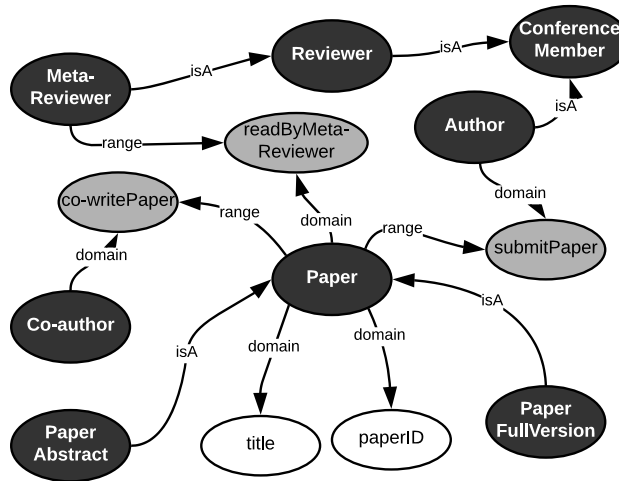 Conference
Member
Reviewer
isA
Meta-
Reviewer
isA
isA
Author
range
readByMeta-
Reviewer
domain
co-writePaper
range
domain
range
submitPaper
domain
Paper
isA
Co-author
isA
domain
domain
Paper
Abstract
title
paperID
Paper
FullVersion